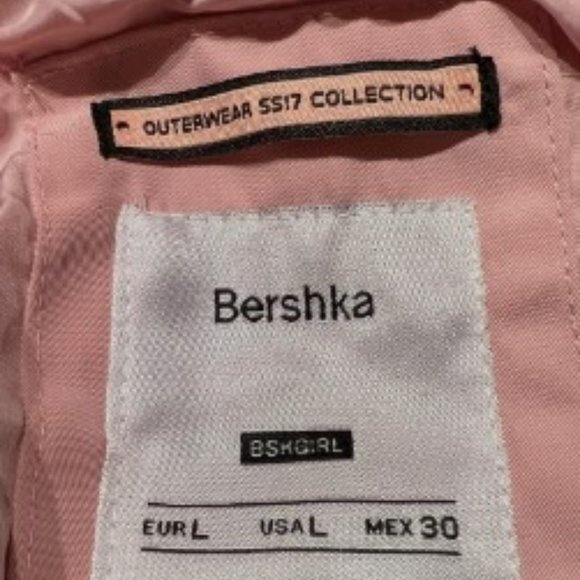 OUTERWEAR SS17 COLLECTION
Bershka
BSKGIRL
EUR L USA L MEX 30